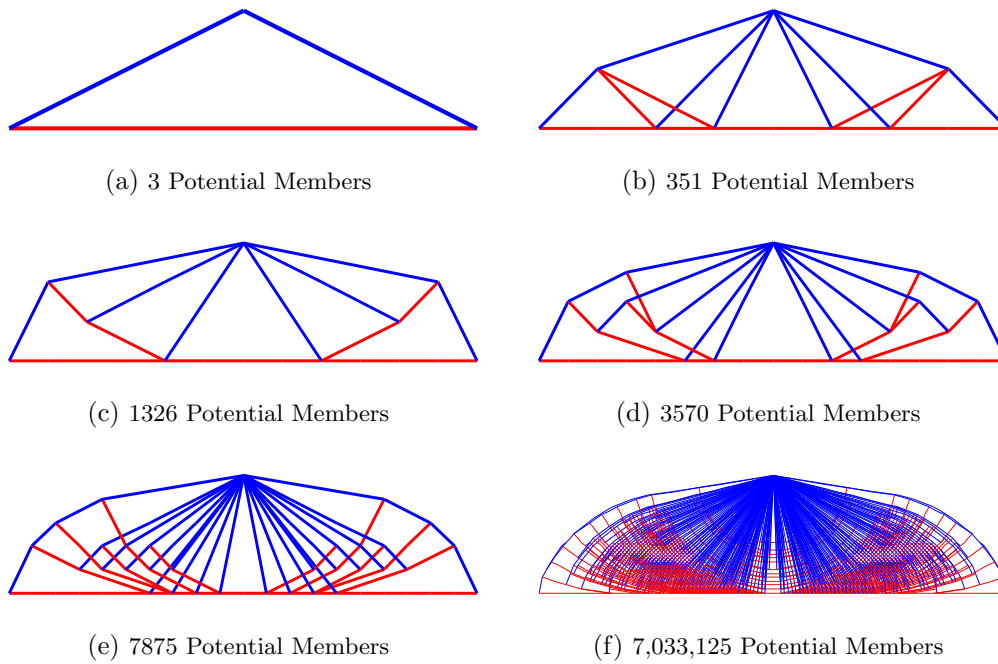 (a) 3 Potential Members
(b) 351 Potential Members
(c) 1326 Potential Members
(d) 3570 Potential Members
(e) 7875 Potential Members
(f) 7,033,125 Potential Members